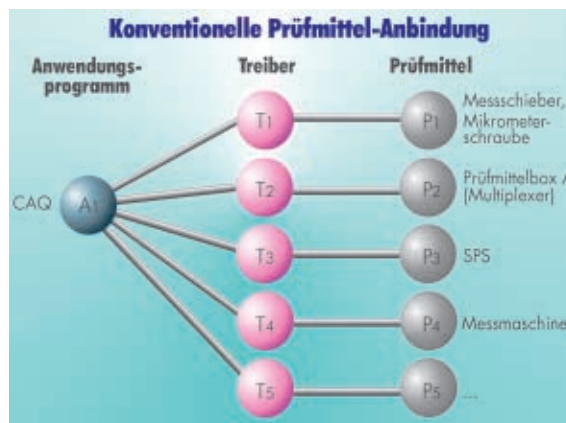 Konventionelle Prüfmittel-Anbindung
Anwendungs-
programm
Treiber
Prüfmittel
CAQ
A1
T1
P1
Messschieber,
Mikrometer-
schraube
T2
P2
Prüfmittelbox /
(Multiplexer)
T3
P3
SPS
T4
P4
Messmaschine
T5
P5
...